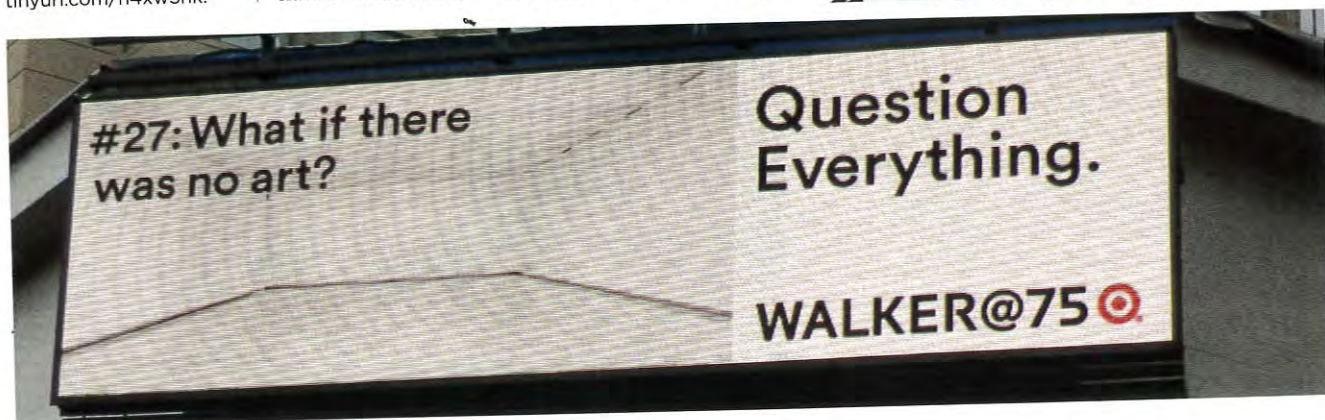 #27: What if there
was no art?
Question
Everything.
WALKER@75